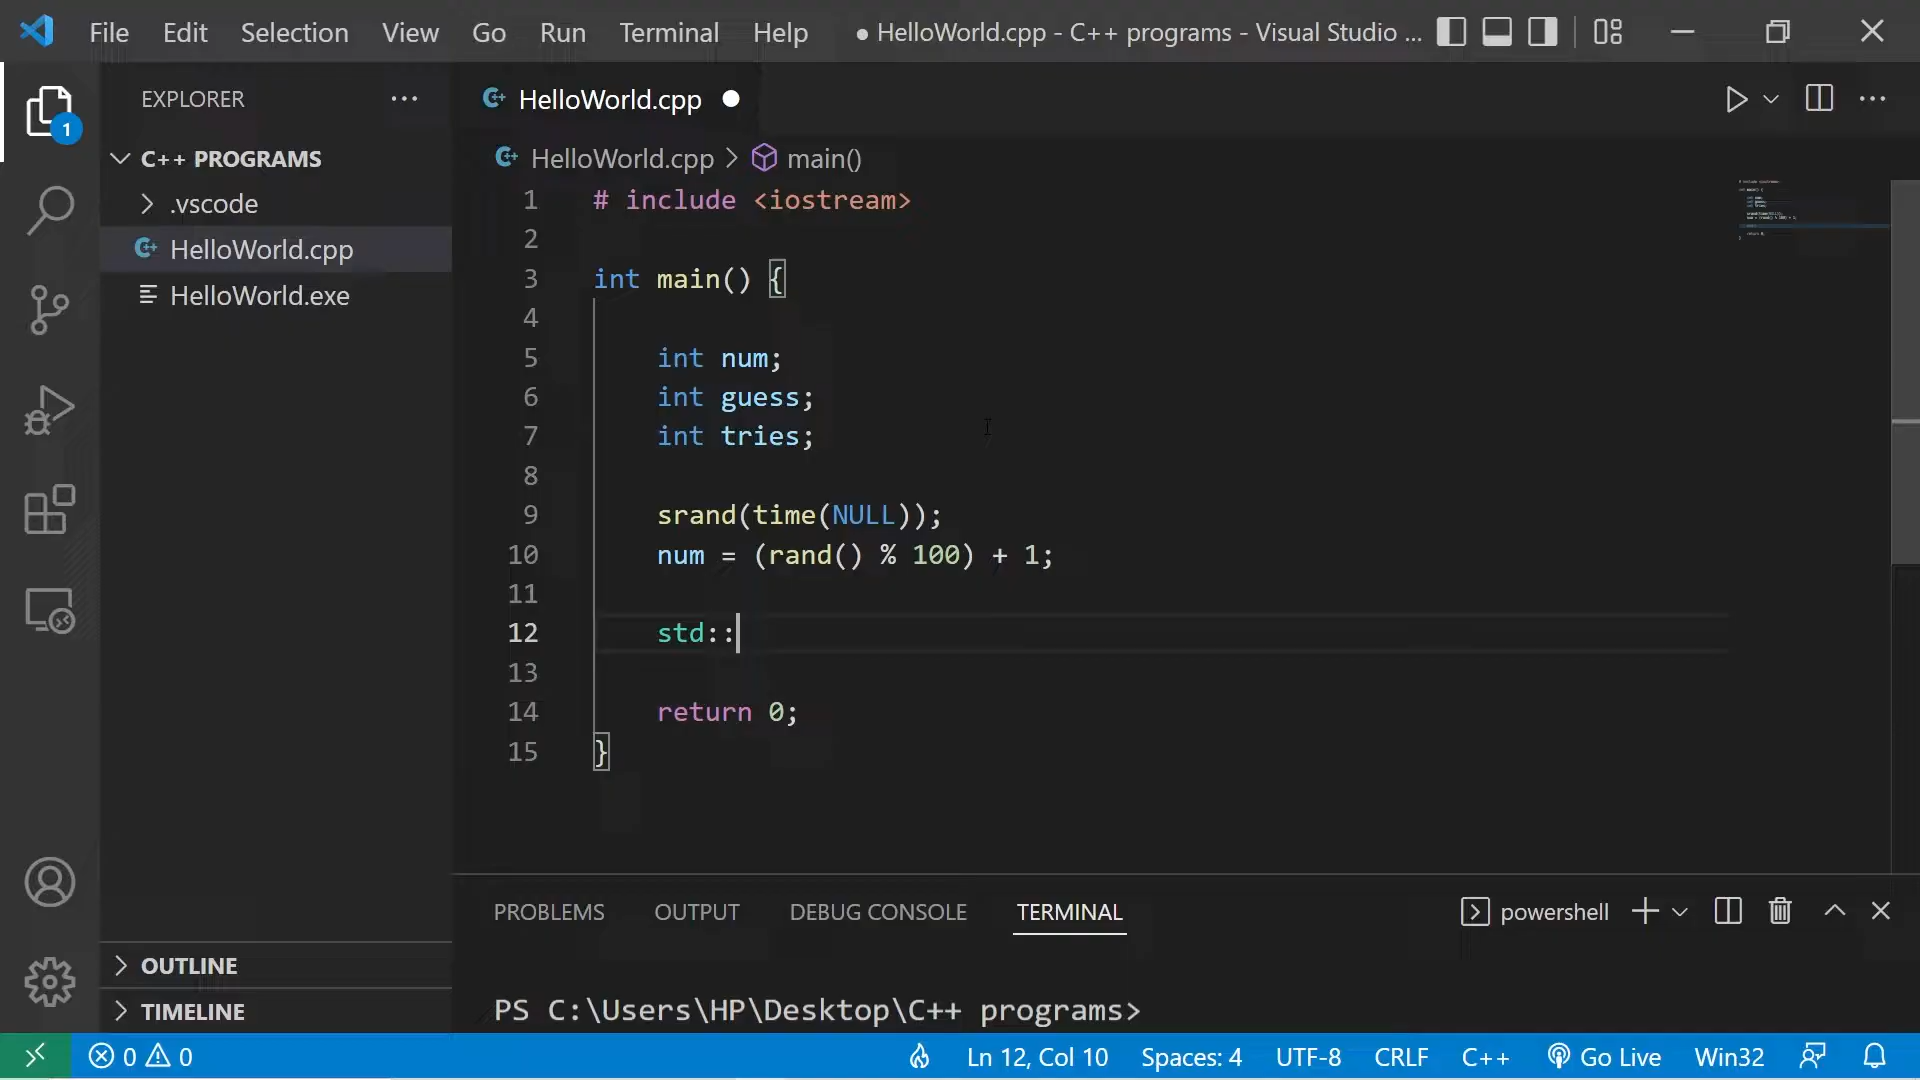 File Edit Selection View Go Run Terminal Help ● HelloWorld.cpp - C++ programs - Visual Studio ...
EXPLORER ...
C++ PROGRAMS
.vscode
HelloWorld.cpp
HelloWorld.exe
OUTLINE
TIMELINE
1
HelloWorld.cpp
HelloWorld.cpp > main()
1 # include <iostream>
2
3 int main() {
4
5 int num;
6 int guess;
7 int tries;
8
9 srand(time(NULL));
10 num = (rand() % 100) + 1;
11
12 std::
13
14 return 0;
15 }
PROBLEMS OUTPUT DEBUG CONSOLE TERMINAL powershell
PS C:\Users\HP\Desktop\C++ programs>
0 0 Ln 12, Col 10 Spaces: 4 UTF-8 CRLF C++ Go Live Win32